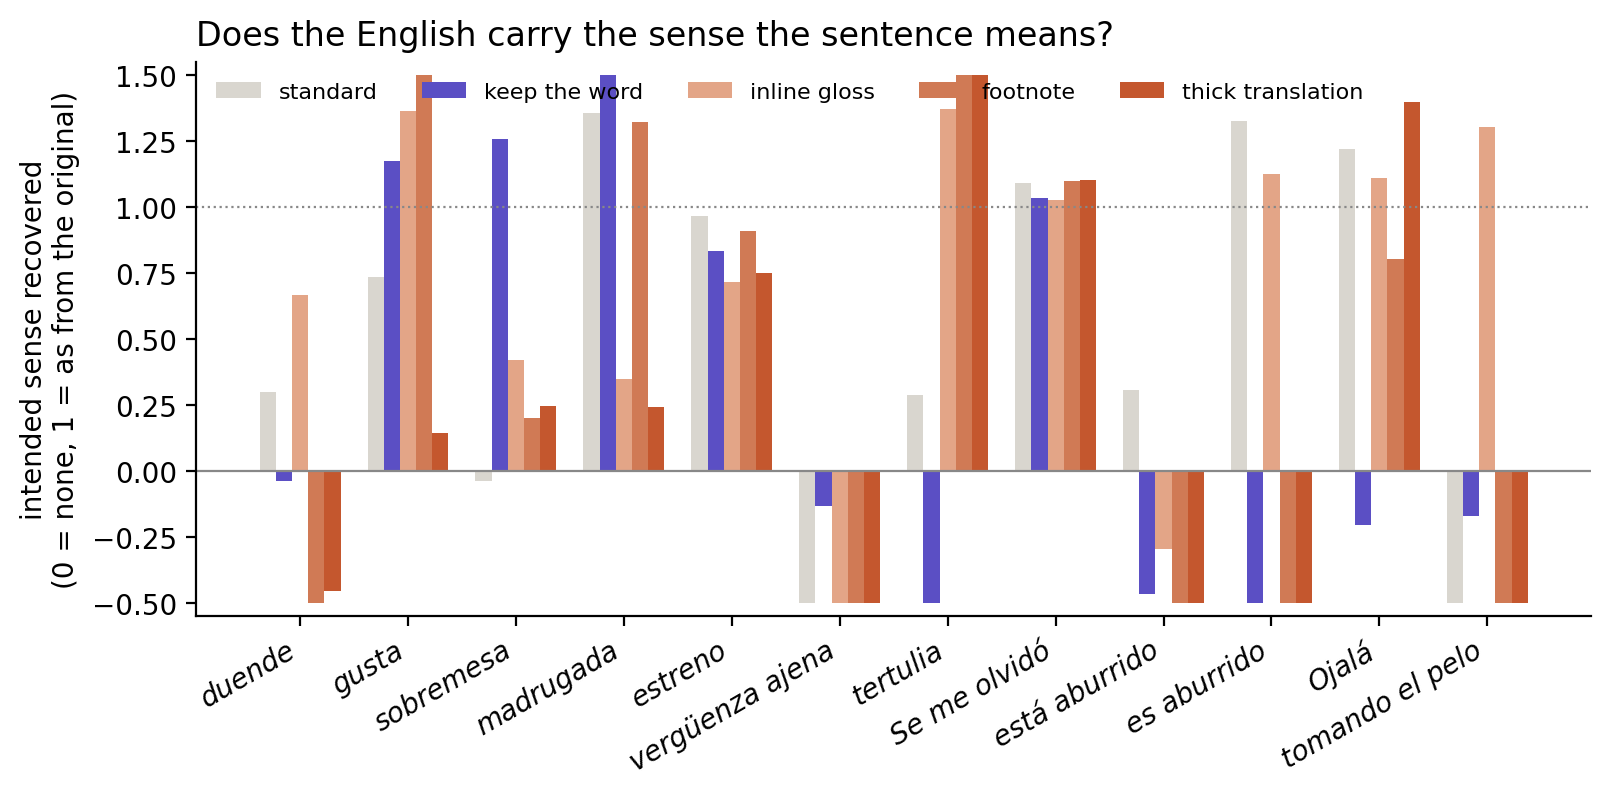 Does the English carry the sense the sentence means?
intended sense recovered
(0 = none, 1 = as from the original)
1.50
1.25
1.00
0.75
0.50
0.25
0.00
−0.25
−0.50
standard
keep the word
inline gloss
footnote
thick translation
duende
gusta
sobremesa
madrugada
estreno
vergüenza ajena
tertulia
Se me olvidó
está aburrido
es aburrido
Ojalá
tomando el pelo